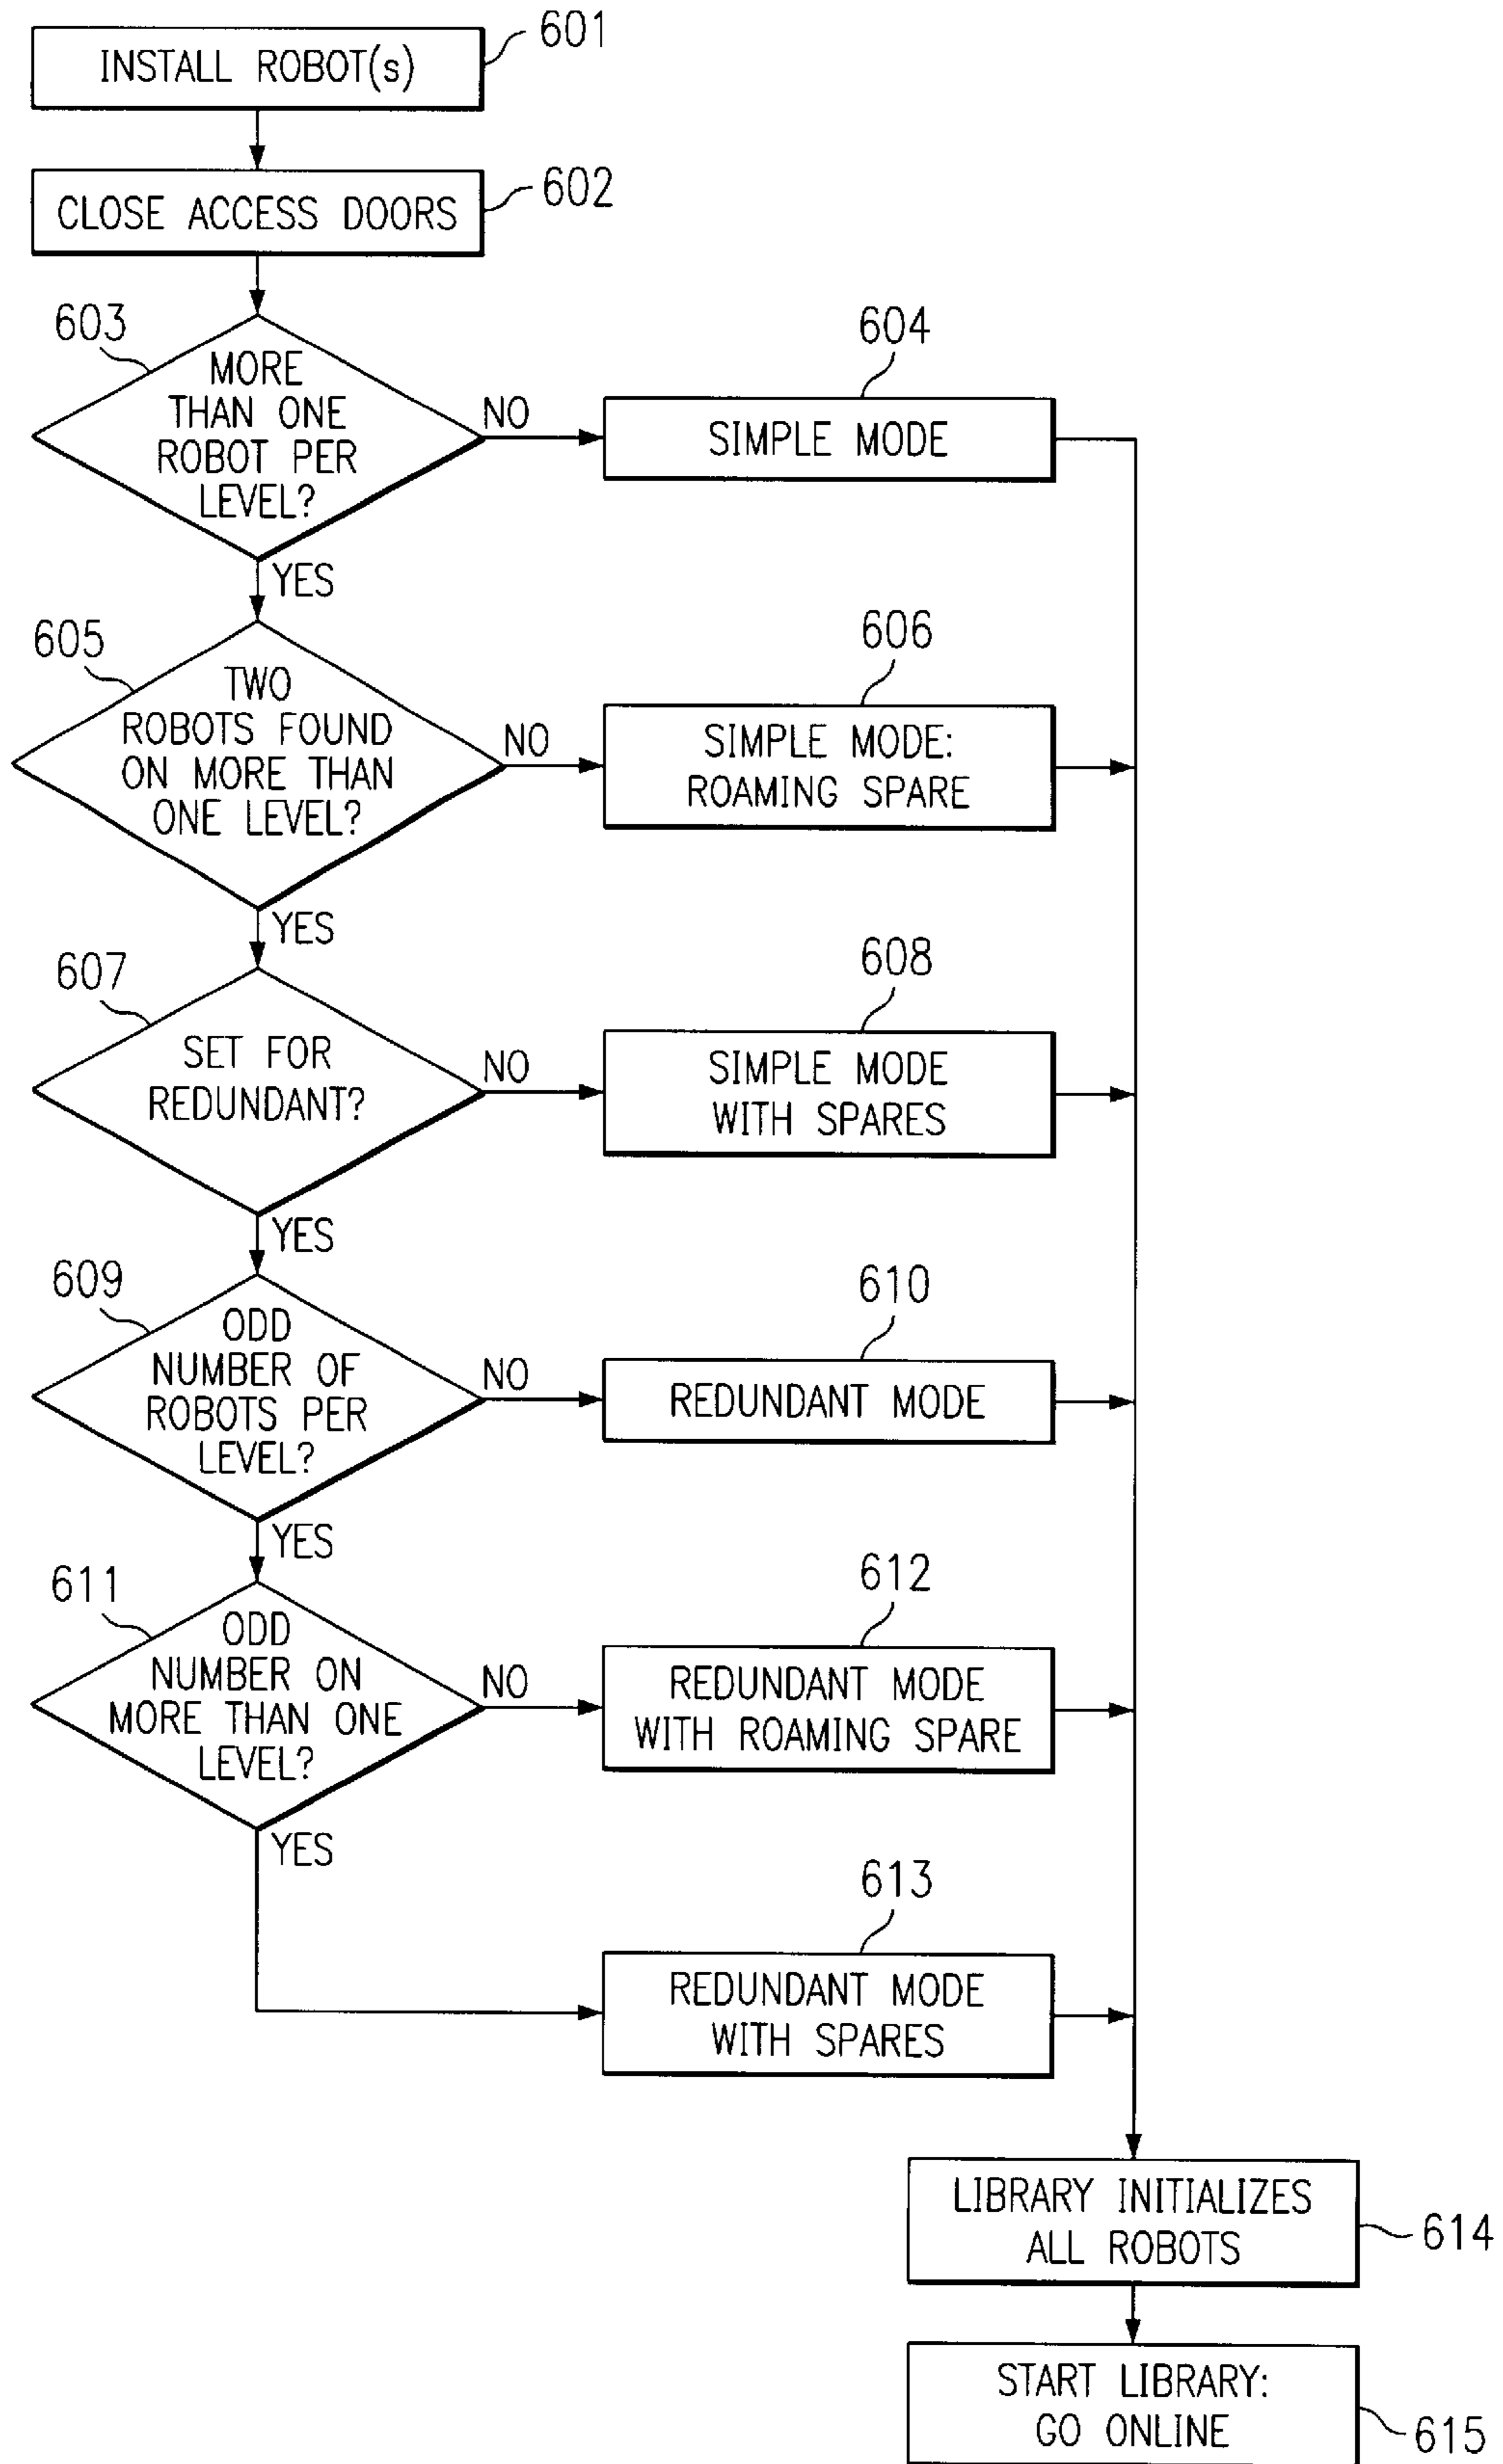 INSTALL ROBOT(s)
601
CLOSE ACCESS DOORS
602
603
MORE
THAN ONE
ROBOT PER
LEVEL?
NO
YES
604
SIMPLE MODE
605
TWO
ROBOTS FOUND
ON MORE THAN
ONE LEVEL?
NO
YES
606
SIMPLE MODE:
ROAMING SPARE
607
SET FOR
REDUNDANT?
NO
YES
608
SIMPLE MODE
WITH SPARES
609
ODD
NUMBER OF
ROBOTS PER
LEVEL?
NO
YES
610
REDUNDANT MODE
611
ODD
NUMBER ON
MORE THAN ONE
LEVEL?
NO
YES
612
REDUNDANT MODE
WITH ROAMING SPARE
613
REDUNDANT MODE
WITH SPARES
LIBRARY INITIALIZES
ALL ROBOTS
614
START LIBRARY:
GO ONLINE
615